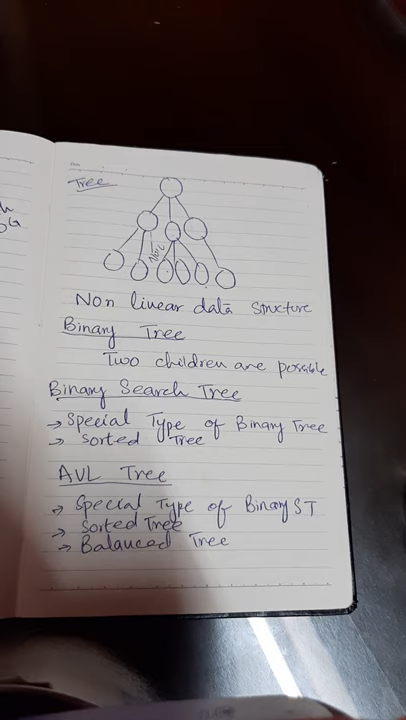 Tree
NULL
Non linear data structure
Binary Tree
Two children are possible
Binary Search Tree
→ Special Type of Binary Tree
→ Sorted Tree
AVL Tree
→ Special Type of Binary ST
→ Sorted Tree
→ Balanced Tree